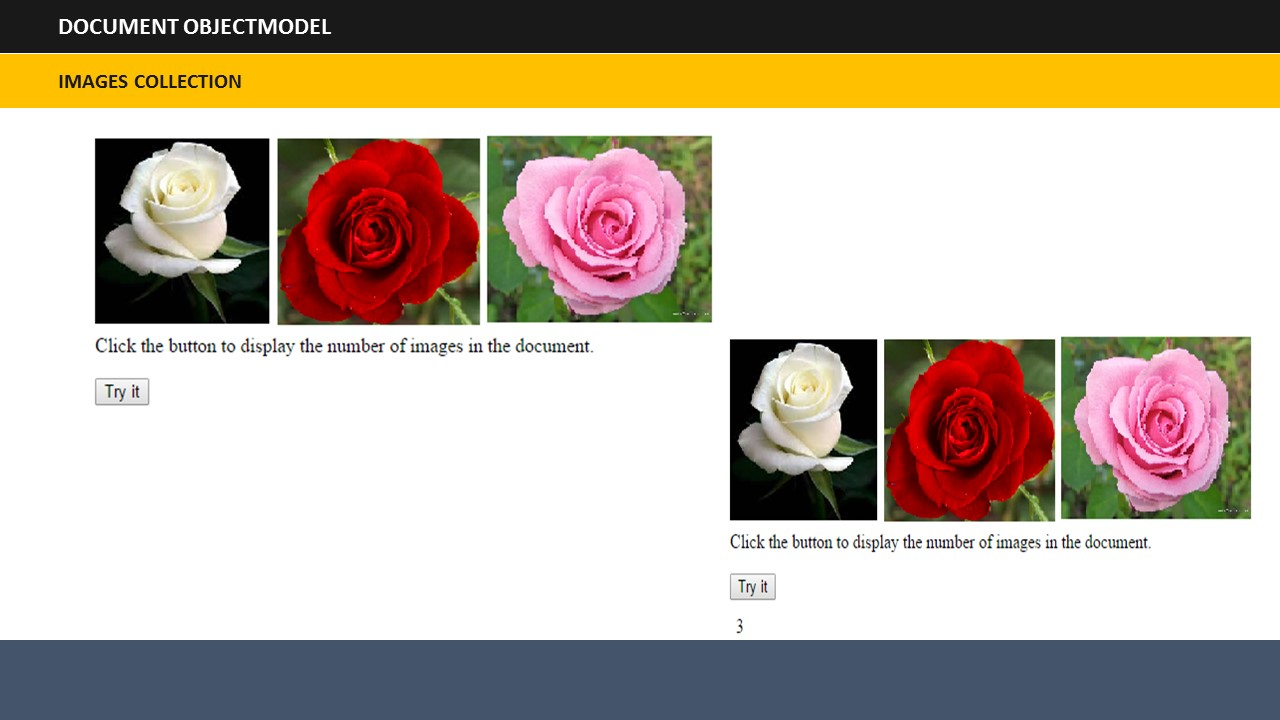 DOCUMENT OBJECTMODEL
IMAGES COLLECTION
Click the button to display the number of images in the document.
Try it
Click the button to display the number of images in the document.
Try it
3